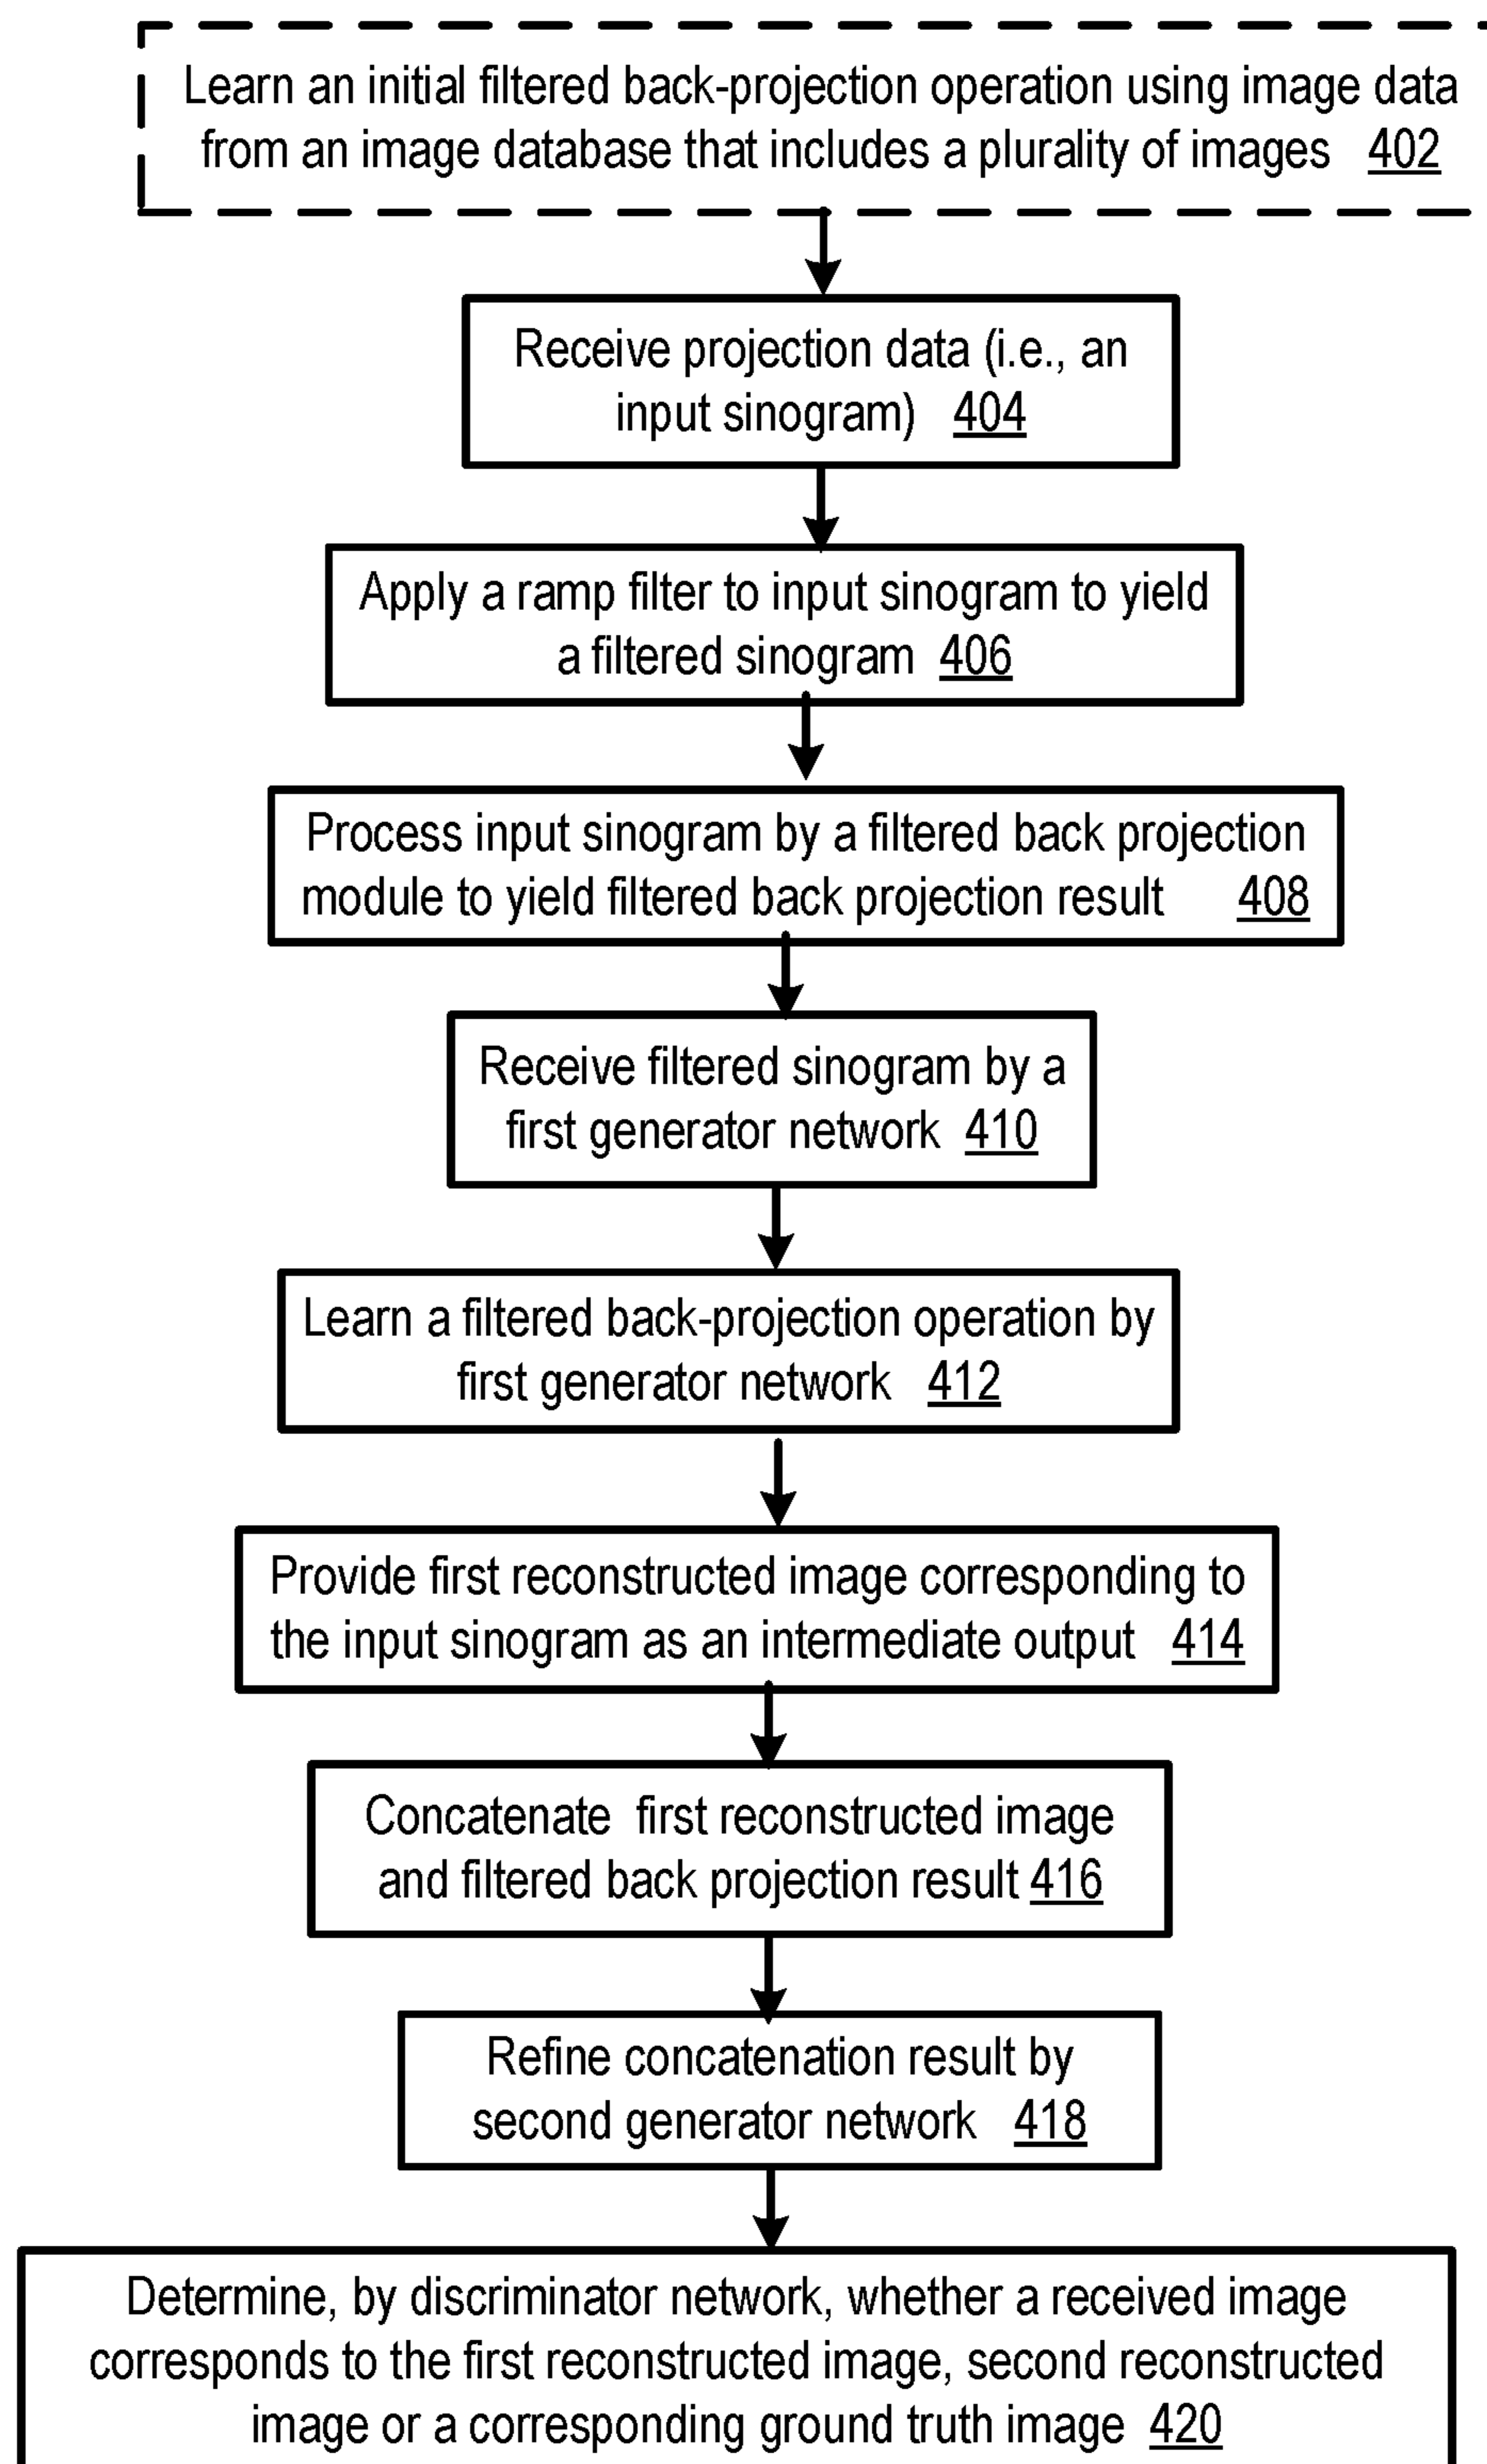 Learn an initial filtered back-projection operation using image data
from an image database that includes a plurality of images 402
Receive projection data (i.e., an
input sinogram) 404
Apply a ramp filter to input sinogram to yield
a filtered sinogram 406
Process input sinogram by a filtered back projection
module to yield filtered back projection result 408
Receive filtered sinogram by a
first generator network 410
Learn a filtered back-projection operation by
first generator network 412
Provide first reconstructed image corresponding to
the input sinogram as an intermediate output 414
Concatenate first reconstructed image
and filtered back projection result 416
Refine concatenation result by
second generator network 418
Determine, by discriminator network, whether a received image
corresponds to the first reconstructed image, second reconstructed
image or a corresponding ground truth image 420